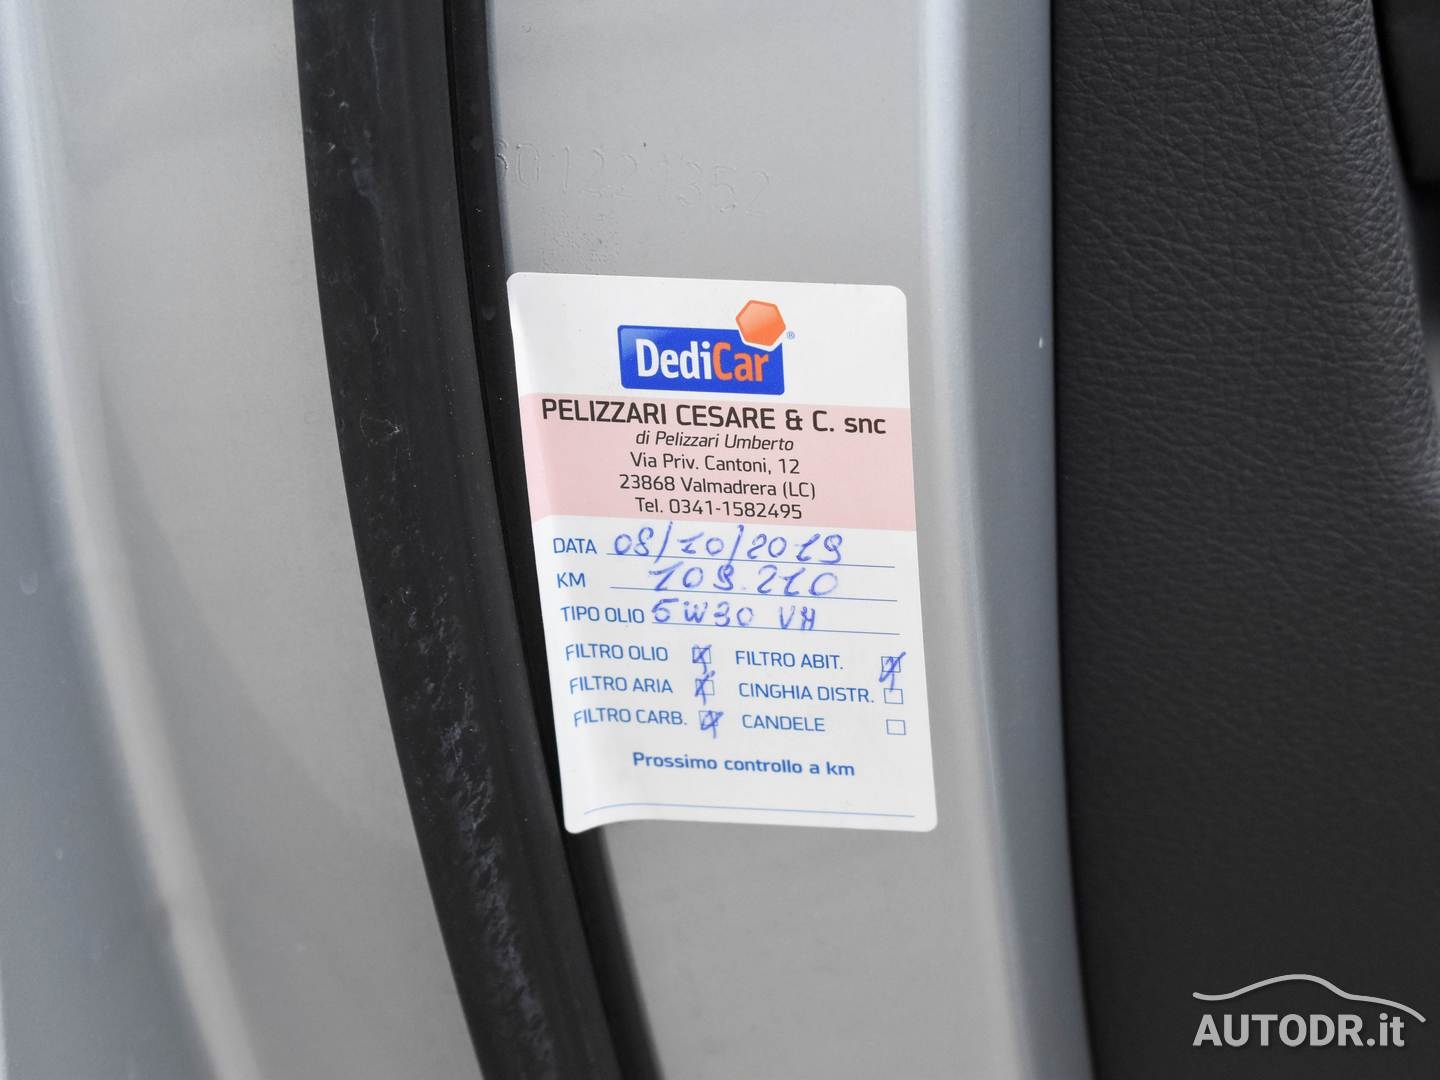 DediCar®
PELIZZARI CESARE & C. snc
di Pelizzari Umberto
Via Priv. Cantoni, 12
23868 Valmadrera (LC)
Tel. 0341-1582495
DATA 08/10/2019
KM 109.210
TIPO OLIO 5W30 VH
FILTRO OLIO FILTRO ABIT.
FILTRO ARIA CINGHIA DISTR.
FILTRO CARB. CANDELE
Prossimo controllo a km
AUTODR.it